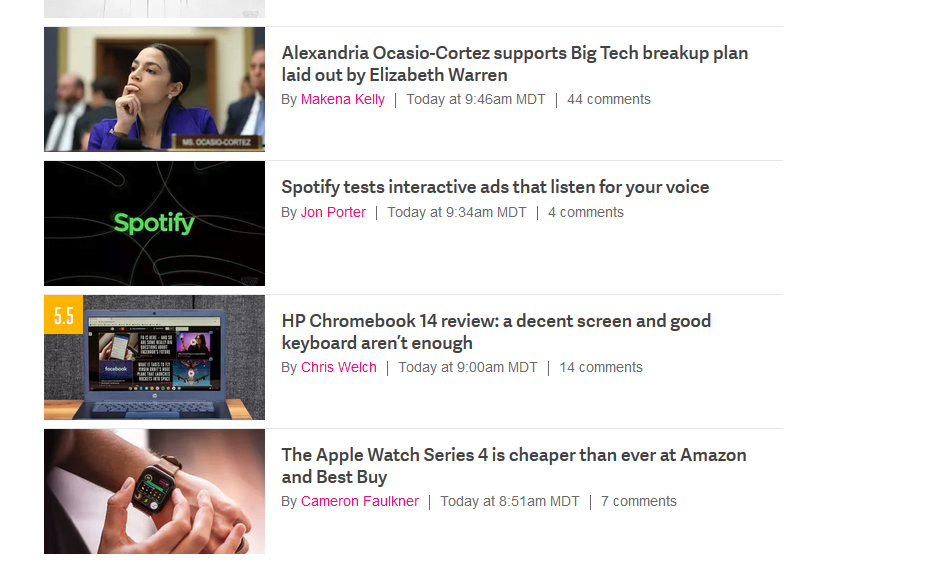 Alexandria Ocasio-Cortez supports Big Tech breakup plan
laid out by Elizabeth Warren
By Makena Kelly | Today at 9:46am MDT | 44 comments
MS. OCASIO-CORTEZ
Spotify tests interactive ads that listen for your voice
By Jon Porter | Today at 9:34am MDT | 4 comments
Spotify
5.5
HP Chromebook 14 review: a decent screen and good
keyboard aren’t enough
By Chris Welch | Today at 9:00am MDT | 14 comments
facebook
The Apple Watch Series 4 is cheaper than ever at Amazon
and Best Buy
By Cameron Faulkner | Today at 8:51am MDT | 7 comments